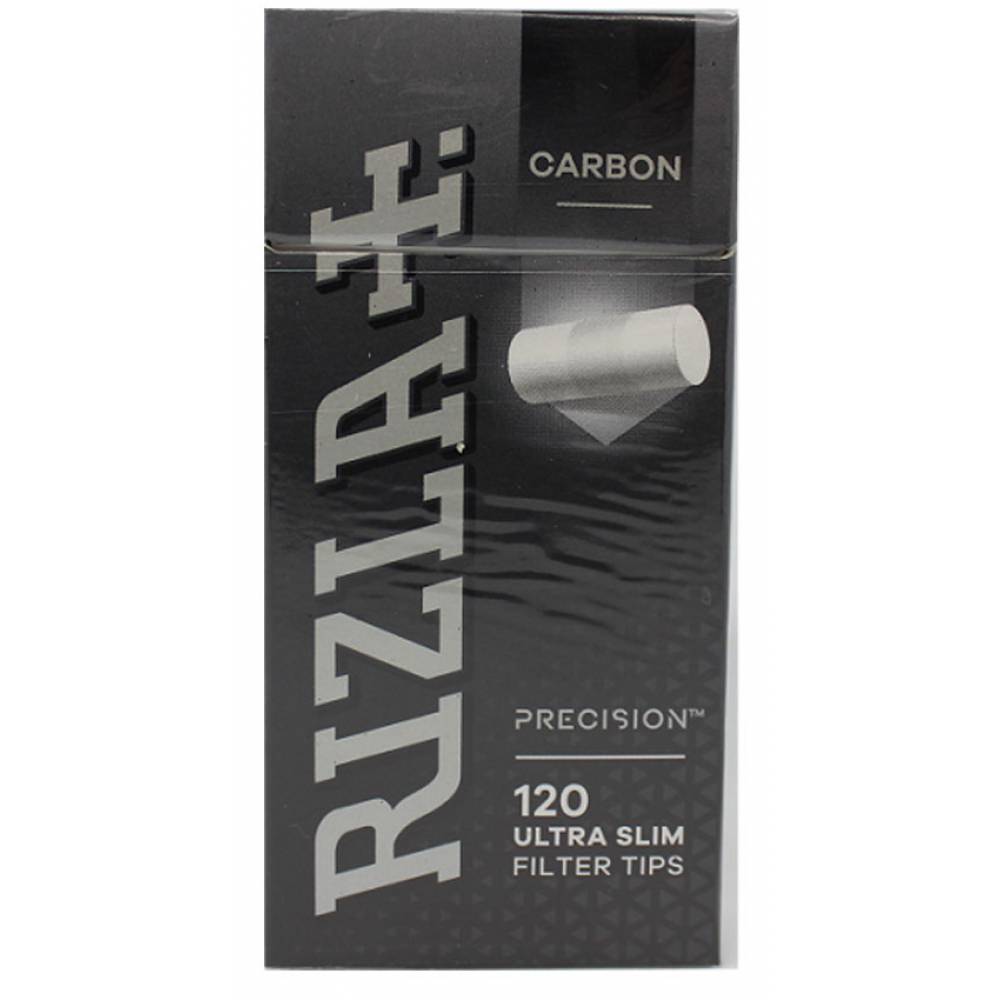 RIZLA+.
CARBON
PRECISION™
120
ULTRA SLIM
FILTER TIPS